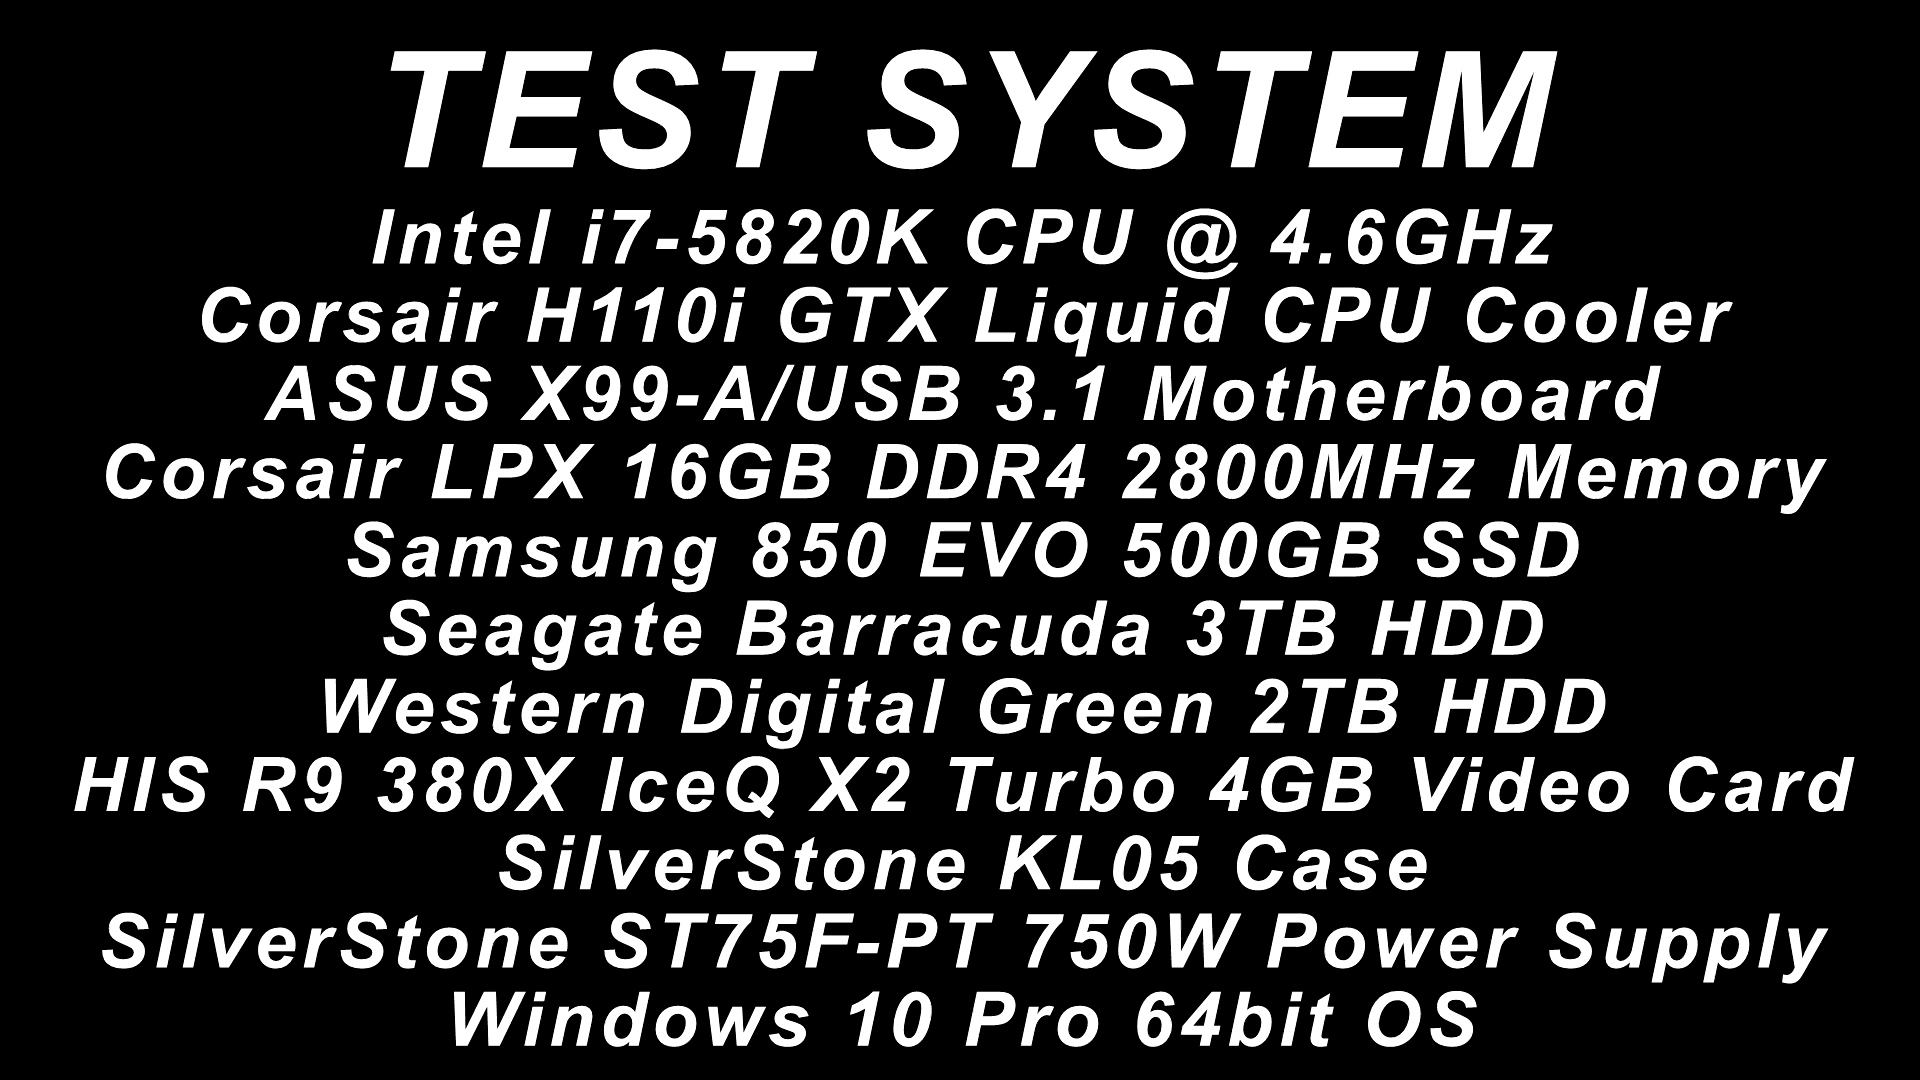 TEST SYSTEM
Intel i7-5820K CPU @ 4.6GHz
Corsair H110i GTX Liquid CPU Cooler
ASUS X99-A/USB 3.1 Motherboard
Corsair LPX 16GB DDR4 2800MHz Memory
Samsung 850 EVO 500GB SSD
Seagate Barracuda 3TB HDD
Western Digital Green 2TB HDD
HIS R9 380X IceQ X2 Turbo 4GB Video Card
SilverStone KL05 Case
SilverStone ST75F-PT 750W Power Supply
Windows 10 Pro 64bit OS